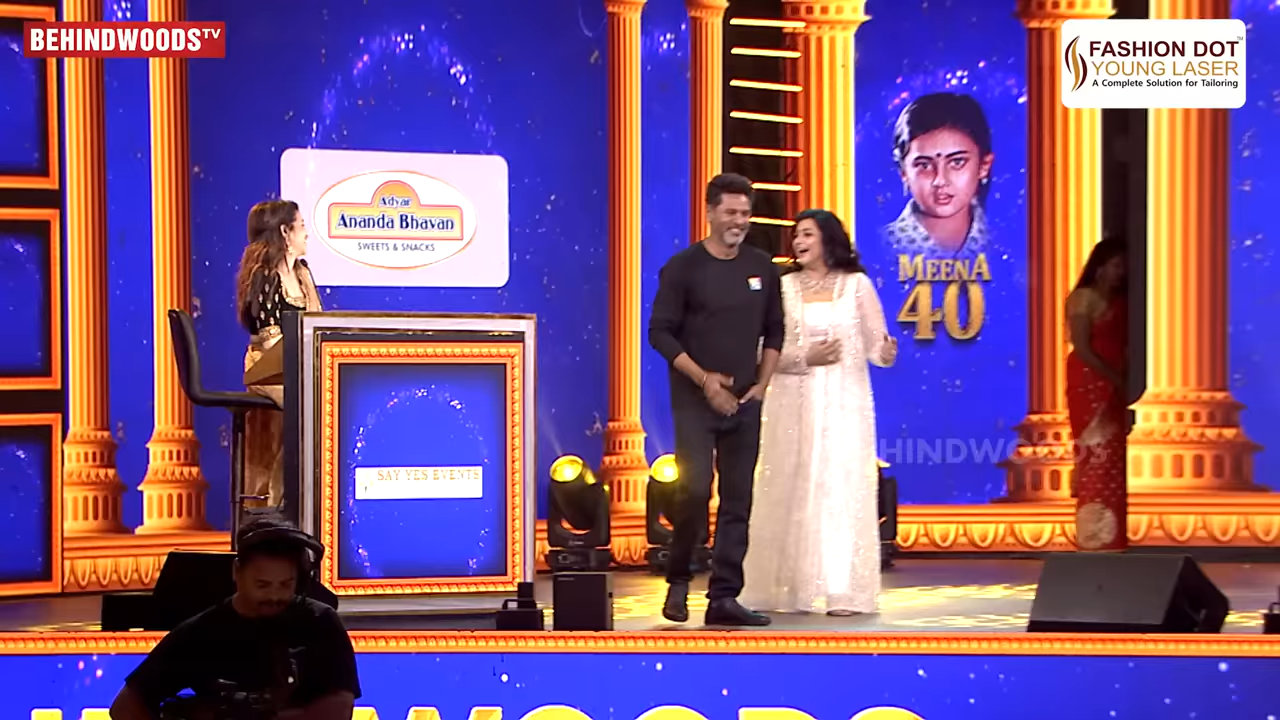 BEHINDWOODS TV
FASHION DOT
YOUNG LASER
A Complete Solution for Tailoring
Adyar
Ananda Bhavan
SWEETS & SNACKS
MEENA
40
BEHINDWOODS
SAY YES EVENTS
WOODS